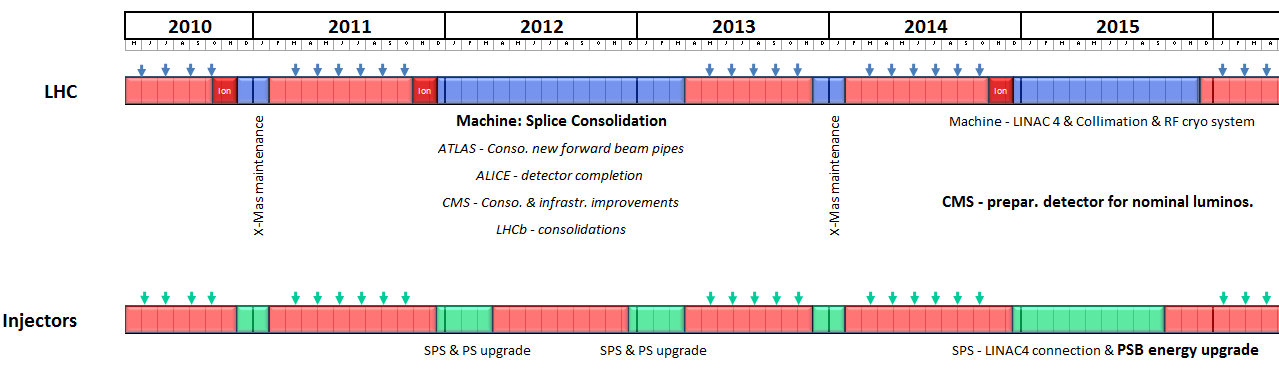 2010 2011 2012 2013 2014 2015
M J J A S O N D J F M A M J J A S O N D J F M A M J J A S O N D J F M A M J J A S O N D J F M A M J J A S O N D J F M A M J J A S O N D J F M A
LHC
Ion Ion Ion
X-Mas maintenance
Machine: Splice Consolidation
ATLAS - Conso. new forward beam pipes
ALICE - detector completion
CMS - Conso. & infrastr. improvements
LHCb - consolidations
X-Mas maintenance
Machine - LINAC 4 & Collimation & RF cryo system
CMS - prepar. detector for nominal luminos.
Injectors
SPS & PS upgrade
SPS & PS upgrade
SPS - LINAC4 connection & PSB energy upgrade